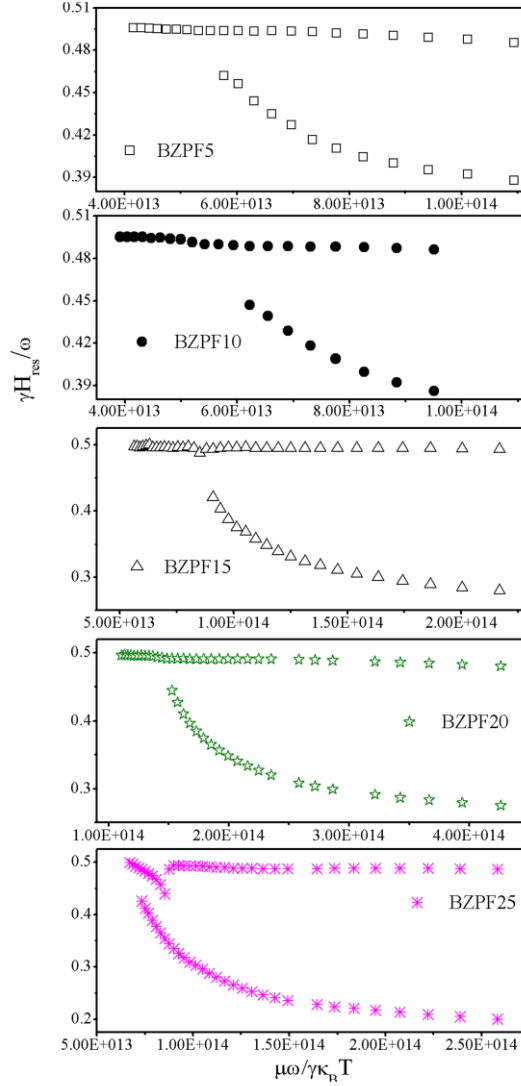 0.51
0.48
0.45
0.42
0.39
BZPF5
4.00E+013 6.00E+013 8.00E+013 1.00E+014
0.51
0.48
0.45
0.42
0.39
BZPF10
4.00E+013 6.00E+013 8.00E+013 1.00E+014
γH_res/ω
0.5
0.4
0.3
BZPF15
5.00E+013 1.00E+014 1.50E+014 2.00E+014
0.5
0.4
0.3
BZPF20
1.00E+014 2.00E+014 3.00E+014 4.00E+014
0.5
0.4
0.3
0.2
BZPF25
5.00E+013 1.00E+014 1.50E+014 2.00E+014 2.50E+014
μω/γκ_BT